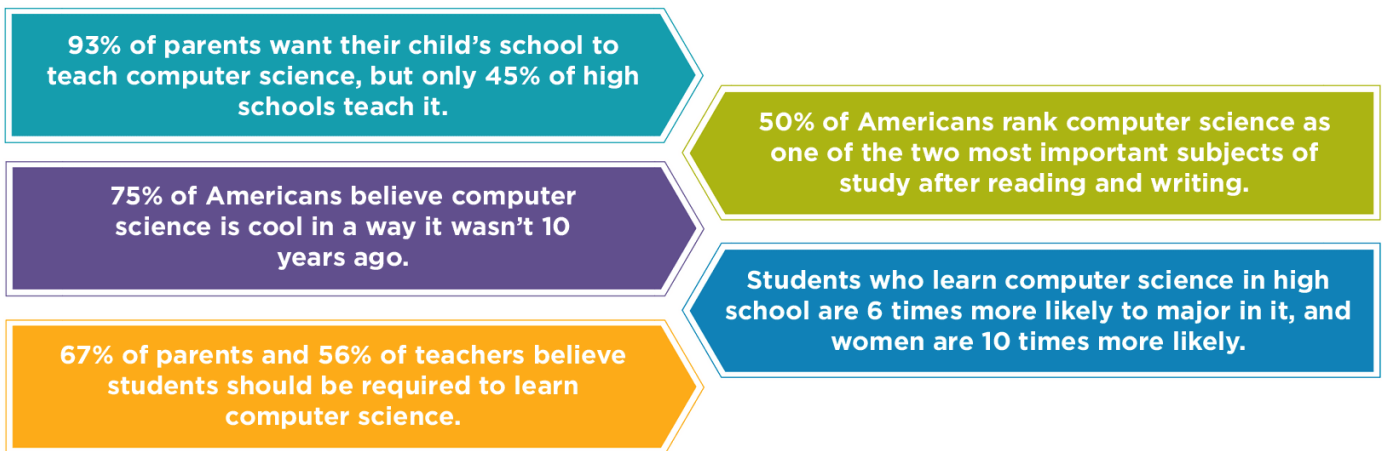 93% of parents want their child’s school to
teach computer science, but only 45% of high
schools teach it.
50% of Americans rank computer science as
one of the two most important subjects of
study after reading and writing.
75% of Americans believe computer
science is cool in a way it wasn’t 10
years ago.
Students who learn computer science in high
school are 6 times more likely to major in it, and
women are 10 times more likely.
67% of parents and 56% of teachers believe
students should be required to learn
computer science.